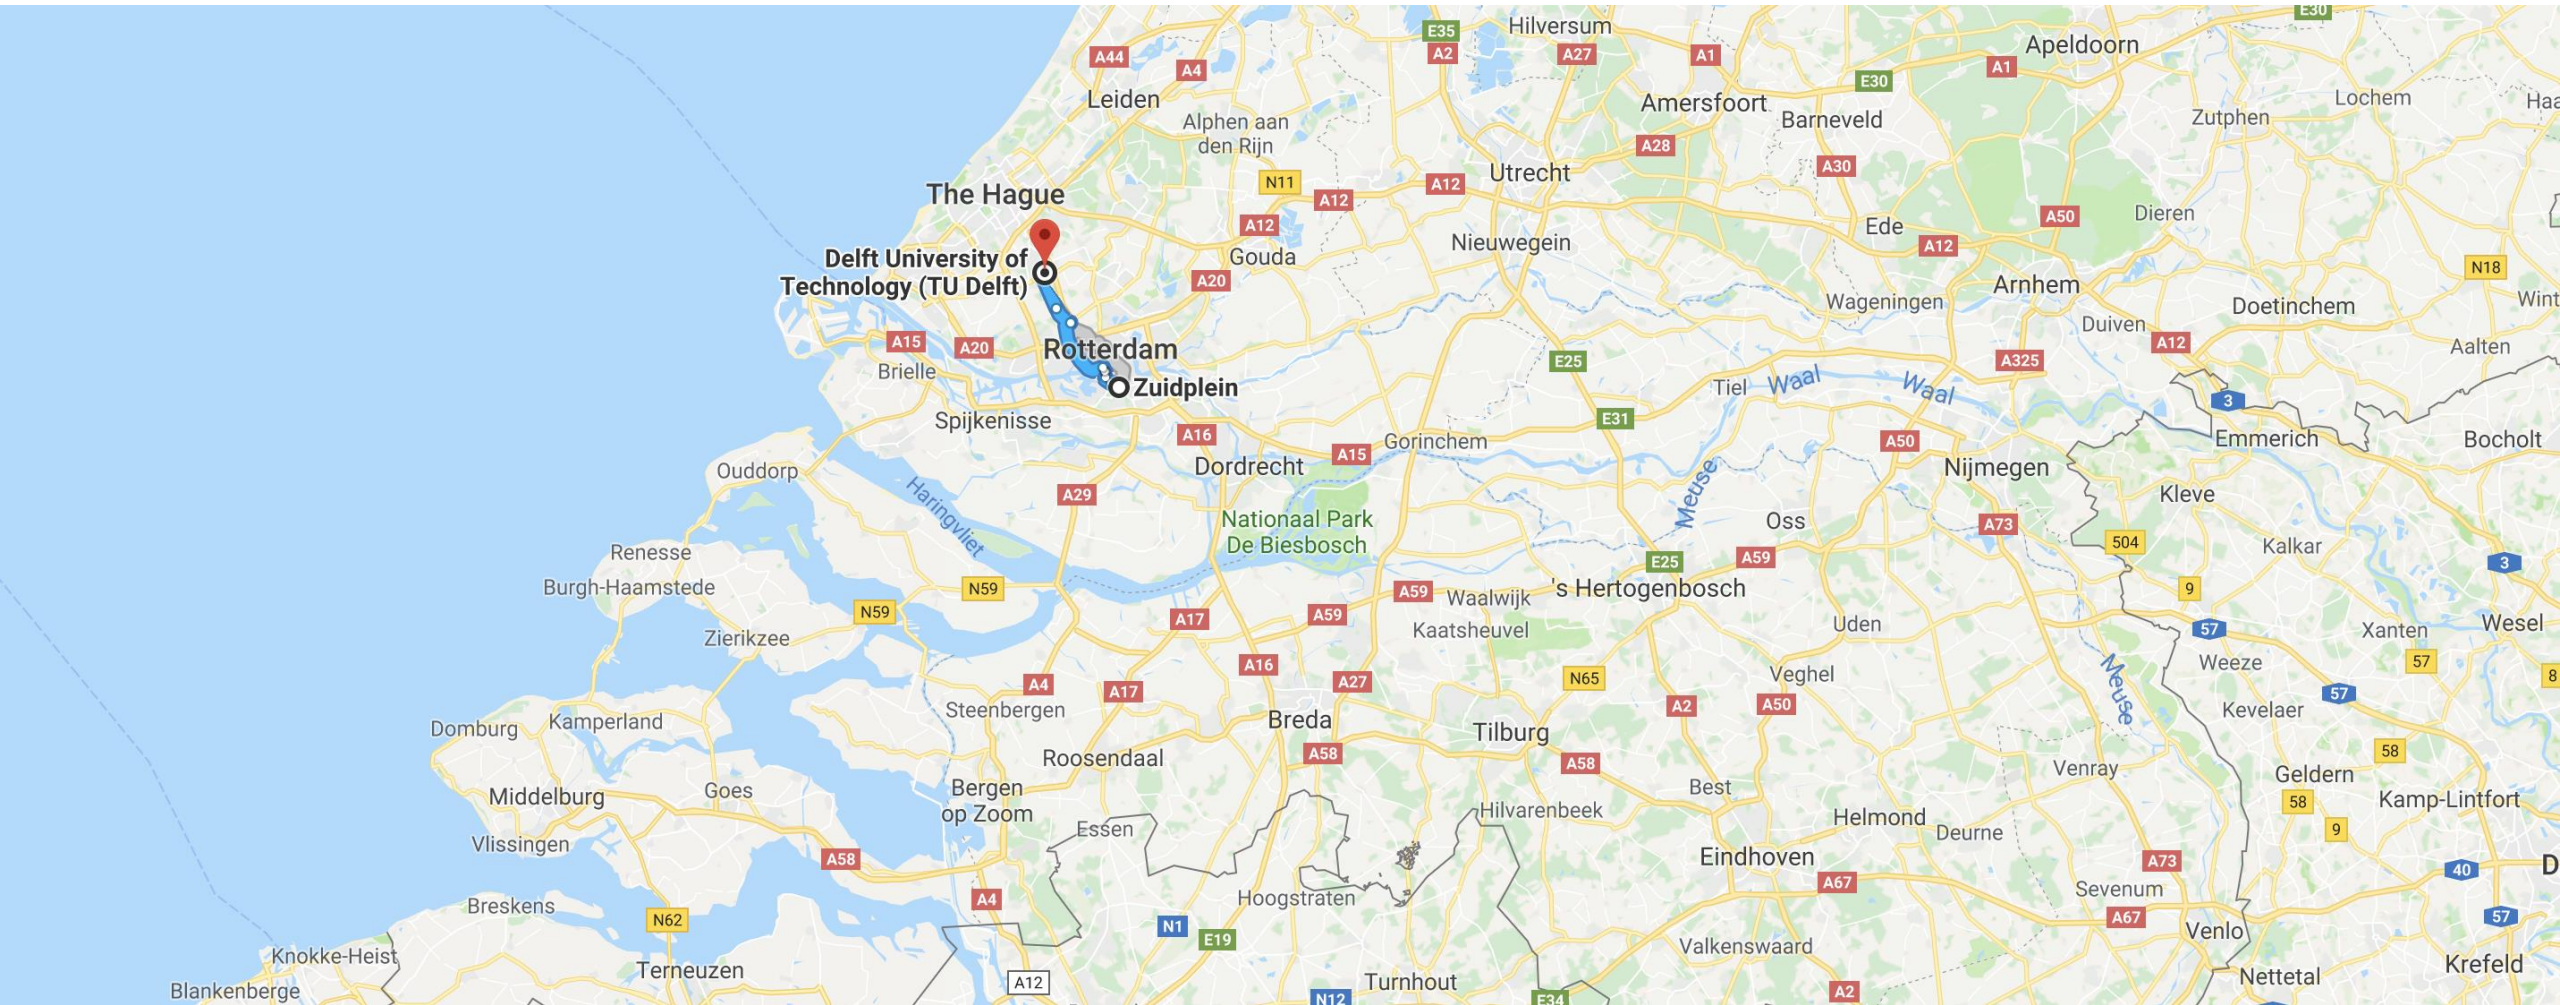 E35
Hilversum
E30
A44
A4
A2
A27
A1
Apeldoorn
A1
E30
Leiden
Amersfoort
Lochem
Alphen aan
den Rijn
Barneveld
Zutphen
A28
A30
Utrecht
N11
A12
A12
The Hague
A12
Ede
A50
Dieren
Nieuwegein
A12
Delft University of
Technology (TU Delft)
Gouda
A20
Arnhem
N18
Wageningen
Doetinchem
Duiven
A15
A20
Rotterdam
E25
A325
A12
Aalten
Brielle
Zuidplein
Tiel
Waal
Waal
3
Spijkenisse
A16
E31
Gorinchem
A50
Emmerich
Bocholt
A15
Ouddorp
Dordrecht
Nijmegen
A29
Haringvliet
Meuse
Kleve
Nationaal Park
De Biesbosch
Oss
A73
504
Kalkar
Renesse
E25
A59
3
Burgh-Haamstede
N59
A59
Waalwijk
's Hertogenbosch
9
N59
A17
A59
Kaatsheuvel
Uden
57
Xanten
Wesel
Zierikzee
A16
57
Weeze
A4
A17
A27
N65
Veghel
Meuse
57
8
Steenbergen
A2
A50
Kevelaer
Domburg
Kamperland
Breda
Tilburg
A58
Roosendaal
A58
58
Venray
Geldern
Middelburg
Goes
Bergen
op Zoom
Best
58
Kamp-Lintfort
Vlissingen
Essen
Hilvarenbeek
Helmond
Deurne
9
A58
Eindhoven
A73
40
D
A4
Hoogstraten
A67
Sevenum
Breskens
N62
N1
E19
A67
57
Venlo
Knokke-Heist
Terneuzen
A12
Valkenswaard
Nettetal
Krefeld
Blankenberge
N12
Turnhout
E34
A2